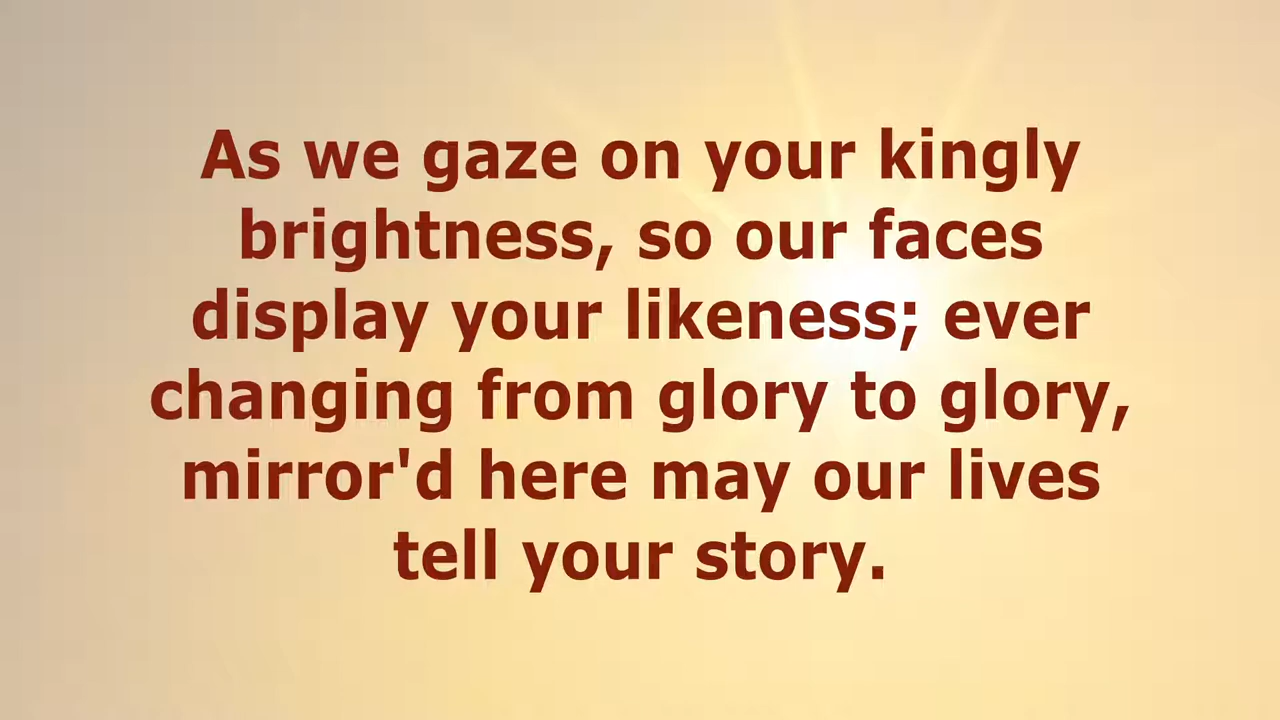 As we gaze on your kingly
brightness, so our faces
display your likeness; ever
changing from glory to glory,
mirror'd here may our lives
tell your story.